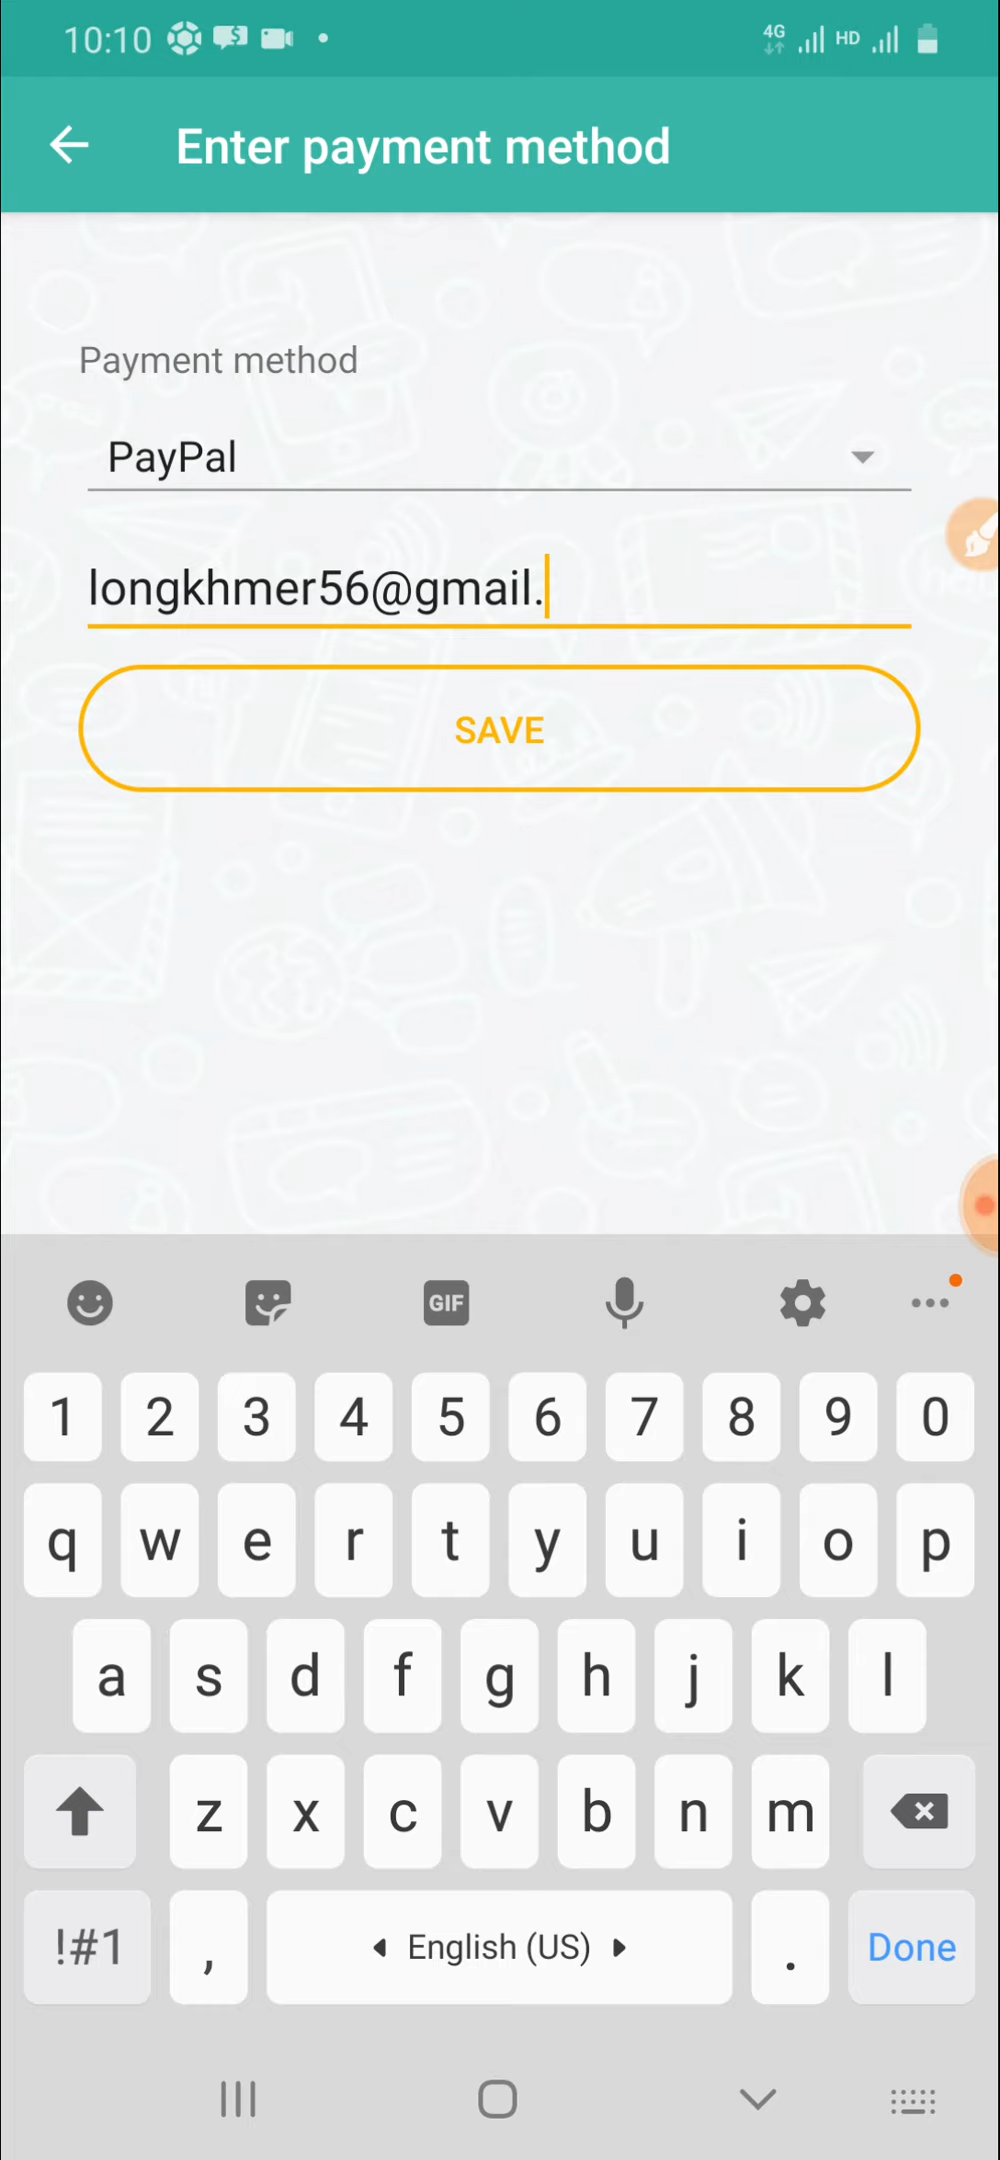 10:10 4G HD
Enter payment method
Payment method
PayPal
longkhmer56@gmail.
SAVE
GIF
1 2 3 4 5 6 7 8 9 0
q w e r t y u i o p
a s d f g h j k l
z x c v b n m
!#1 , English (US) . Done